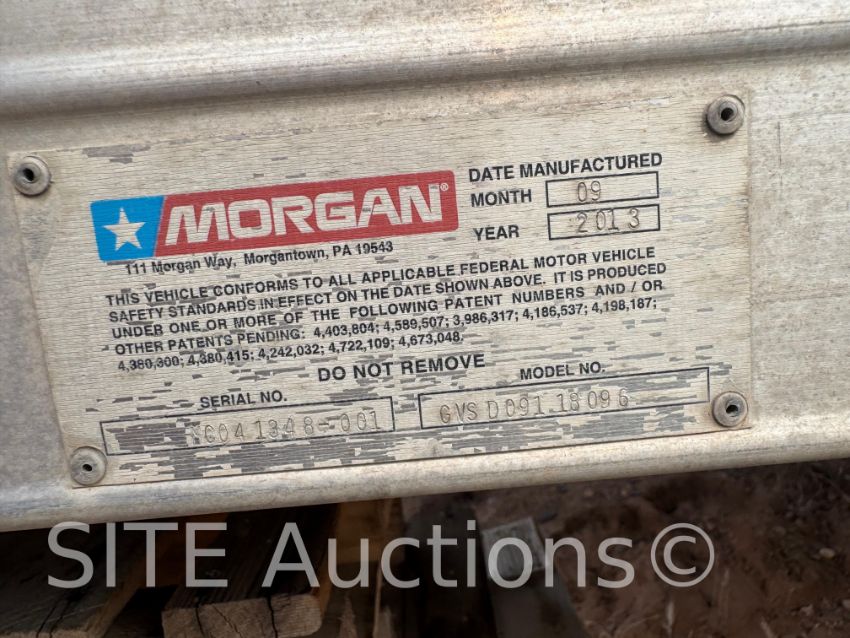 MORGAN®
111 Morgan Way, Morgantown, PA 19543
DATE MANUFACTURED
MONTH 09
YEAR 2013
THIS VEHICLE CONFORMS TO ALL APPLICABLE FEDERAL MOTOR VEHICLE
SAFETY STANDARDS IN EFFECT ON THE DATE SHOWN ABOVE. IT IS PRODUCED
UNDER ONE OR MORE OF THE FOLLOWING PATENT NUMBERS AND / OR
OTHER PATENTS PENDING: 4,403,804; 4,589,507; 3,986,317; 4,186,537; 4,198,187;
4,380,300; 4,380,415; 4,242,032; 4,722,109; 4,673,048.
DO NOT REMOVE
SERIAL NO.
MODEL NO.
GVSD09118096
SITE Auctions©